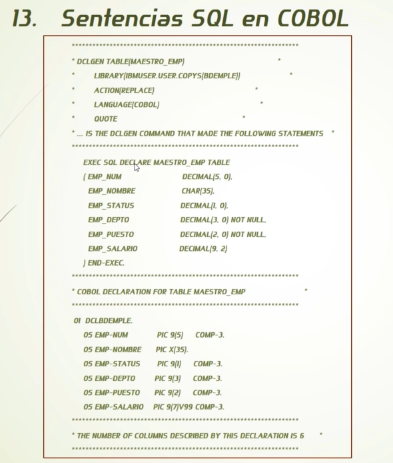 13. Sentencias SQL en COBOL
******************************************************
* DCLGEN TABLE(MAESTRO_EMP) *
* LIBRARY(IBMUSER.USER.COPYS(BDEMPLE)) *
* ACTION(REPLACE) *
* LANGUAGE(COBOL) *
* QUOTE *
* ... IS THE DCLGEN COMMAND THAT MADE THE FOLLOWING STATEMENTS *
******************************************************
EXEC SQL DECLARE MAESTRO_EMP TABLE
( EMP_NUM DECIMAL(5, 0),
EMP_NOMBRE CHAR(35),
EMP_STATUS DECIMAL(1, 0),
EMP_DEPTO DECIMAL(3, 0) NOT NULL,
EMP_PUESTO DECIMAL(2, 0) NOT NULL,
EMP_SALARIO DECIMAL(9, 2)
) END-EXEC.
******************************************************
* COBOL DECLARATION FOR TABLE MAESTRO_EMP *
******************************************************
01 DCLBDEMPLE.
05 EMP-NUM PIC 9(5) COMP-3.
05 EMP-NOMBRE PIC X(35).
05 EMP-STATUS PIC 9(1) COMP-3.
05 EMP-DEPTO PIC 9(3) COMP-3.
05 EMP-PUESTO PIC 9(2) COMP-3.
05 EMP-SALARIO PIC 9(7)V99 COMP-3.
******************************************************
* THE NUMBER OF COLUMNS DESCRIBED BY THIS DECLARATION IS 6 *
******************************************************